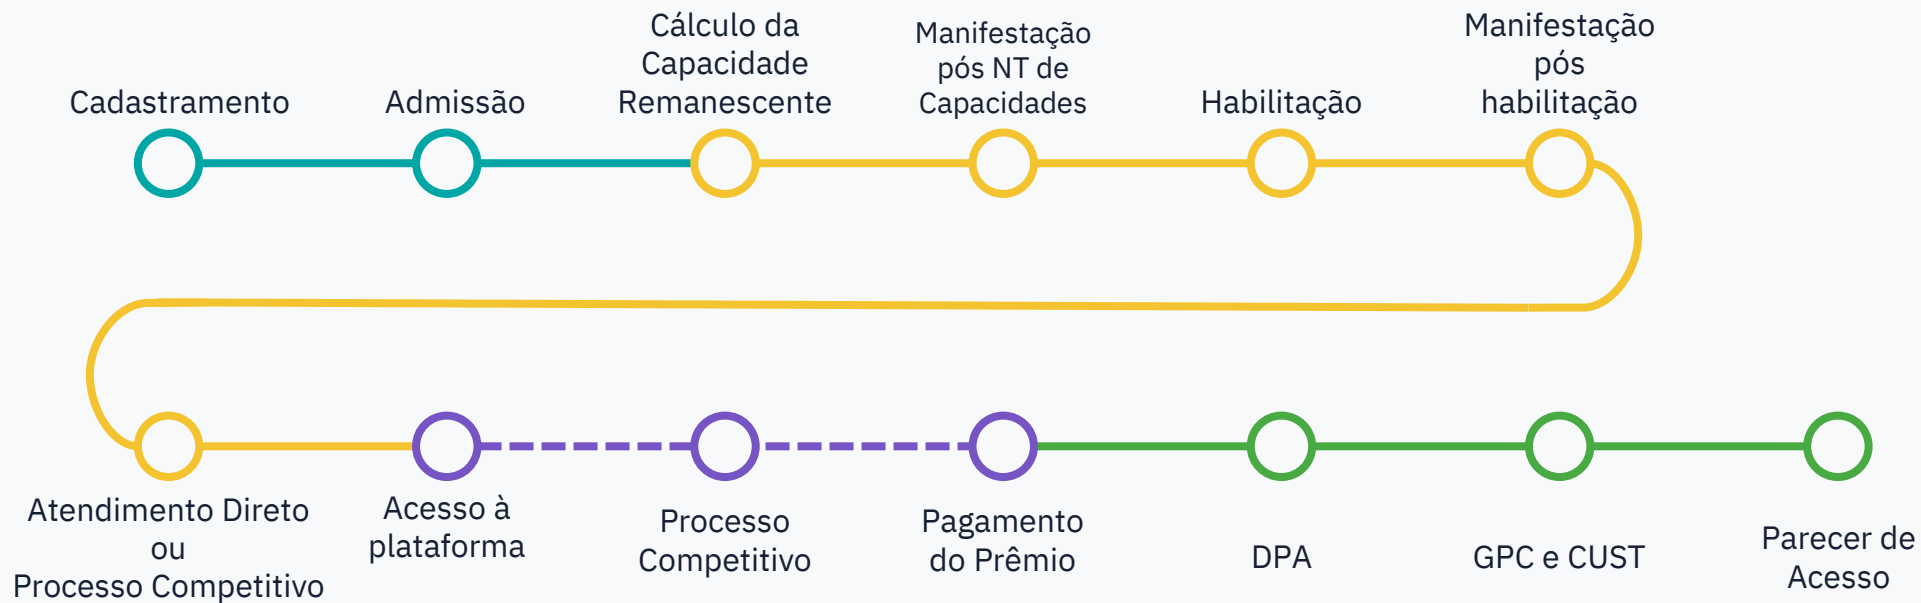 Cadastramento
Admissão
Cálculo da
Capacidade
Remanescente
Manifestação
pós NT de
Capacidades
Habilitação
Manifestação
pós
habilitação
Atendimento Direto
ou
Processo Competitivo
Acesso à
plataforma
Processo
Competitivo
Pagamento
do Prêmio
DPA
GPC e CUST
Parecer de
Acesso